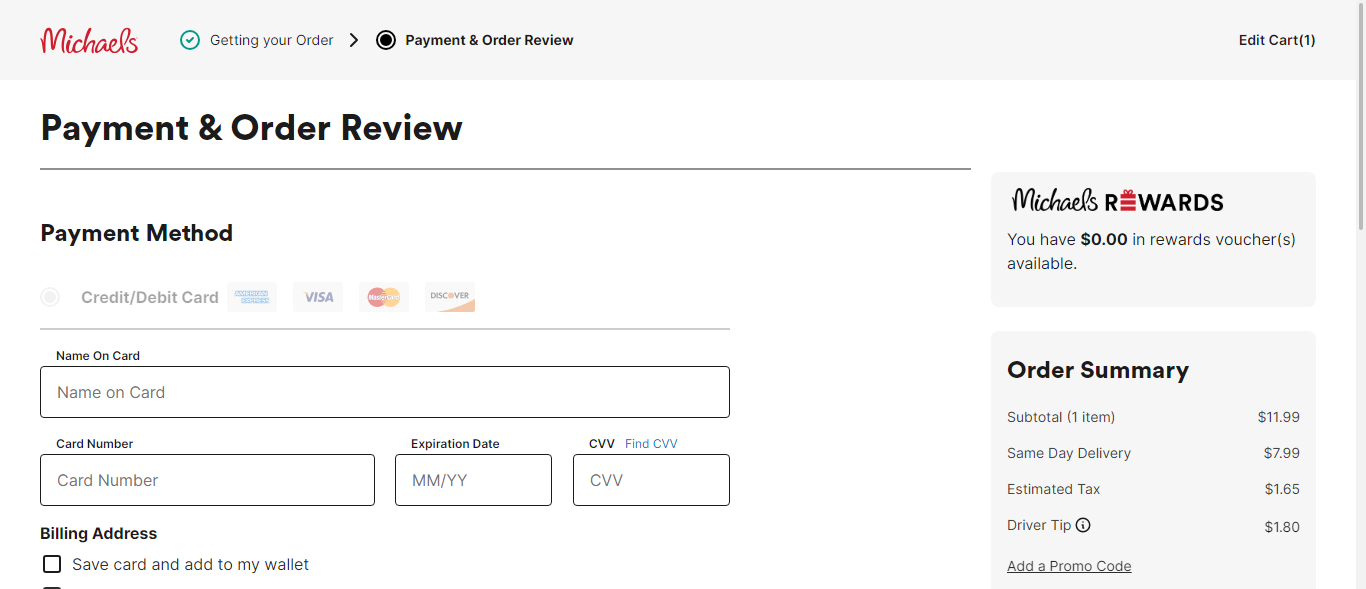 Michaels
Getting your Order
Payment & Order Review
Edit Cart(1)
Payment & Order Review
Payment Method
Credit/Debit Card AMERICAN EXPRESS VISA MasterCard DISCOVER
Name On Card
Name on Card
Card Number Expiration Date CVV Find CVV
Card Number MM/YY CVV
Billing Address
Save card and add to my wallet
Michaels REWARDS
You have $0.00 in rewards voucher(s)
available.
Order Summary
Subtotal (1 item) $11.99
Same Day Delivery $7.99
Estimated Tax $1.65
Driver Tip $1.80
Add a Promo Code